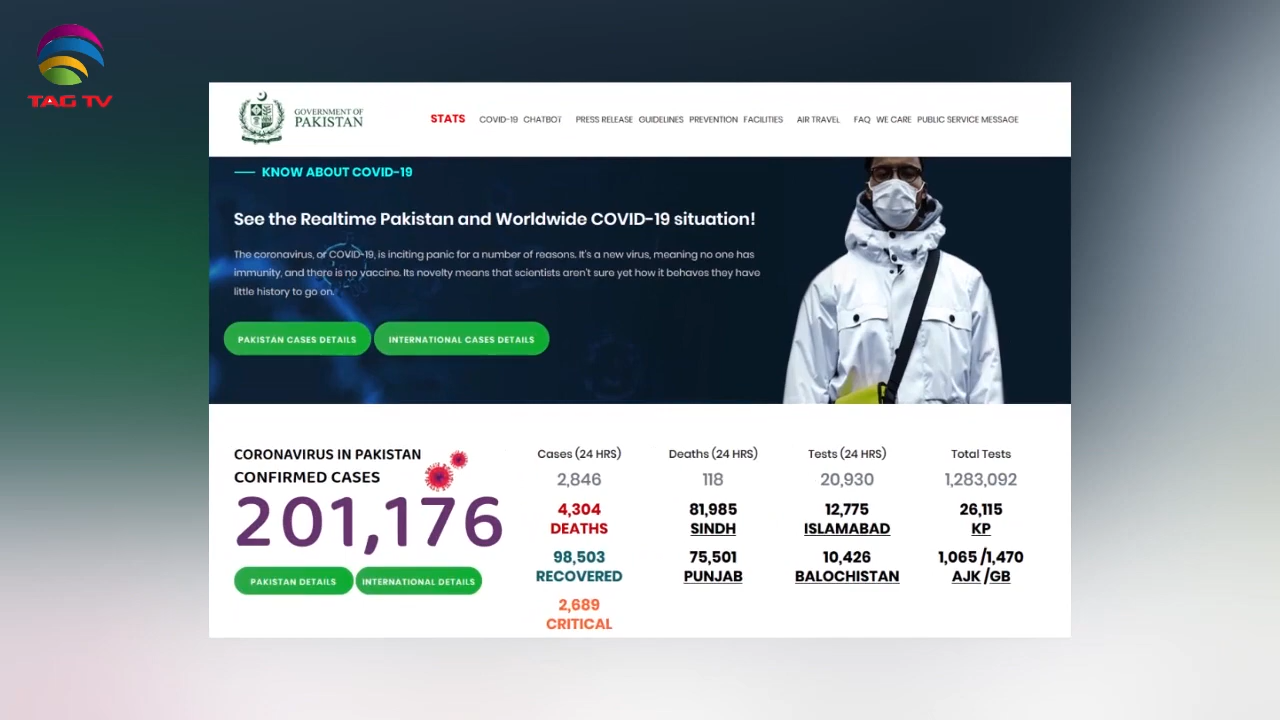 TAG TV
GOVERNMENT OF
PAKISTAN
STATS COVID-19 CHATBOT PRESS RELEASE GUIDELINES PREVENTION FACILITIES AIR TRAVEL FAQ WE CARE PUBLIC SERVICE MESSAGE
KNOW ABOUT COVID-19
See the Realtime Pakistan and Worldwide COVID-19 situation!
The coronavirus, or COVID-19, is inciting panic for a number of reasons. It's a new virus, meaning no one has
immunity, and there is no vaccine. Its novelty means that scientists aren't sure yet how it behaves they have
little history to go on.
PAKISTAN CASES DETAILS INTERNATIONAL CASES DETAILS
CORONAVIRUS IN PAKISTAN
CONFIRMED CASES
201,176
PAKISTAN DETAILS INTERNATIONAL DETAILS
Cases (24 HRS) Deaths (24 HRS) Tests (24 HRS) Total Tests
2,846 118 20,930 1,283,092
4,304 81,985 12,775 26,115
DEATHS SINDH ISLAMABAD KP
98,503 75,501 10,426 1,065 /1,470
RECOVERED PUNJAB BALOCHISTAN AJK /GB
2,689
CRITICAL